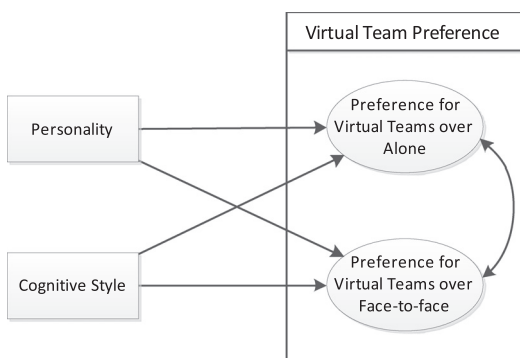 Virtual Team Preference
Personality
Preference for
Virtual Teams over
Alone
Cognitive Style
Preference for
Virtual Teams over
Face-to-face